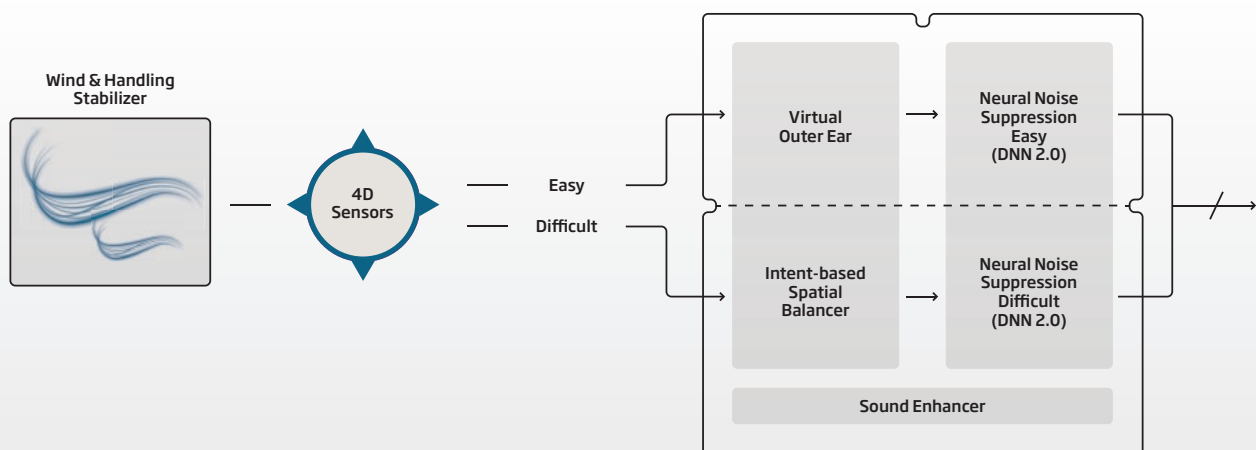 Wind & Handling
Stabilizer
4D
Sensors
Easy
Difficult
Virtual
Outer Ear
Neural Noise
Suppression
Easy
(DNN 2.0)
Intent-based
Spatial
Balancer
Neural Noise
Suppression
Difficult
(DNN 2.0)
Sound Enhancer